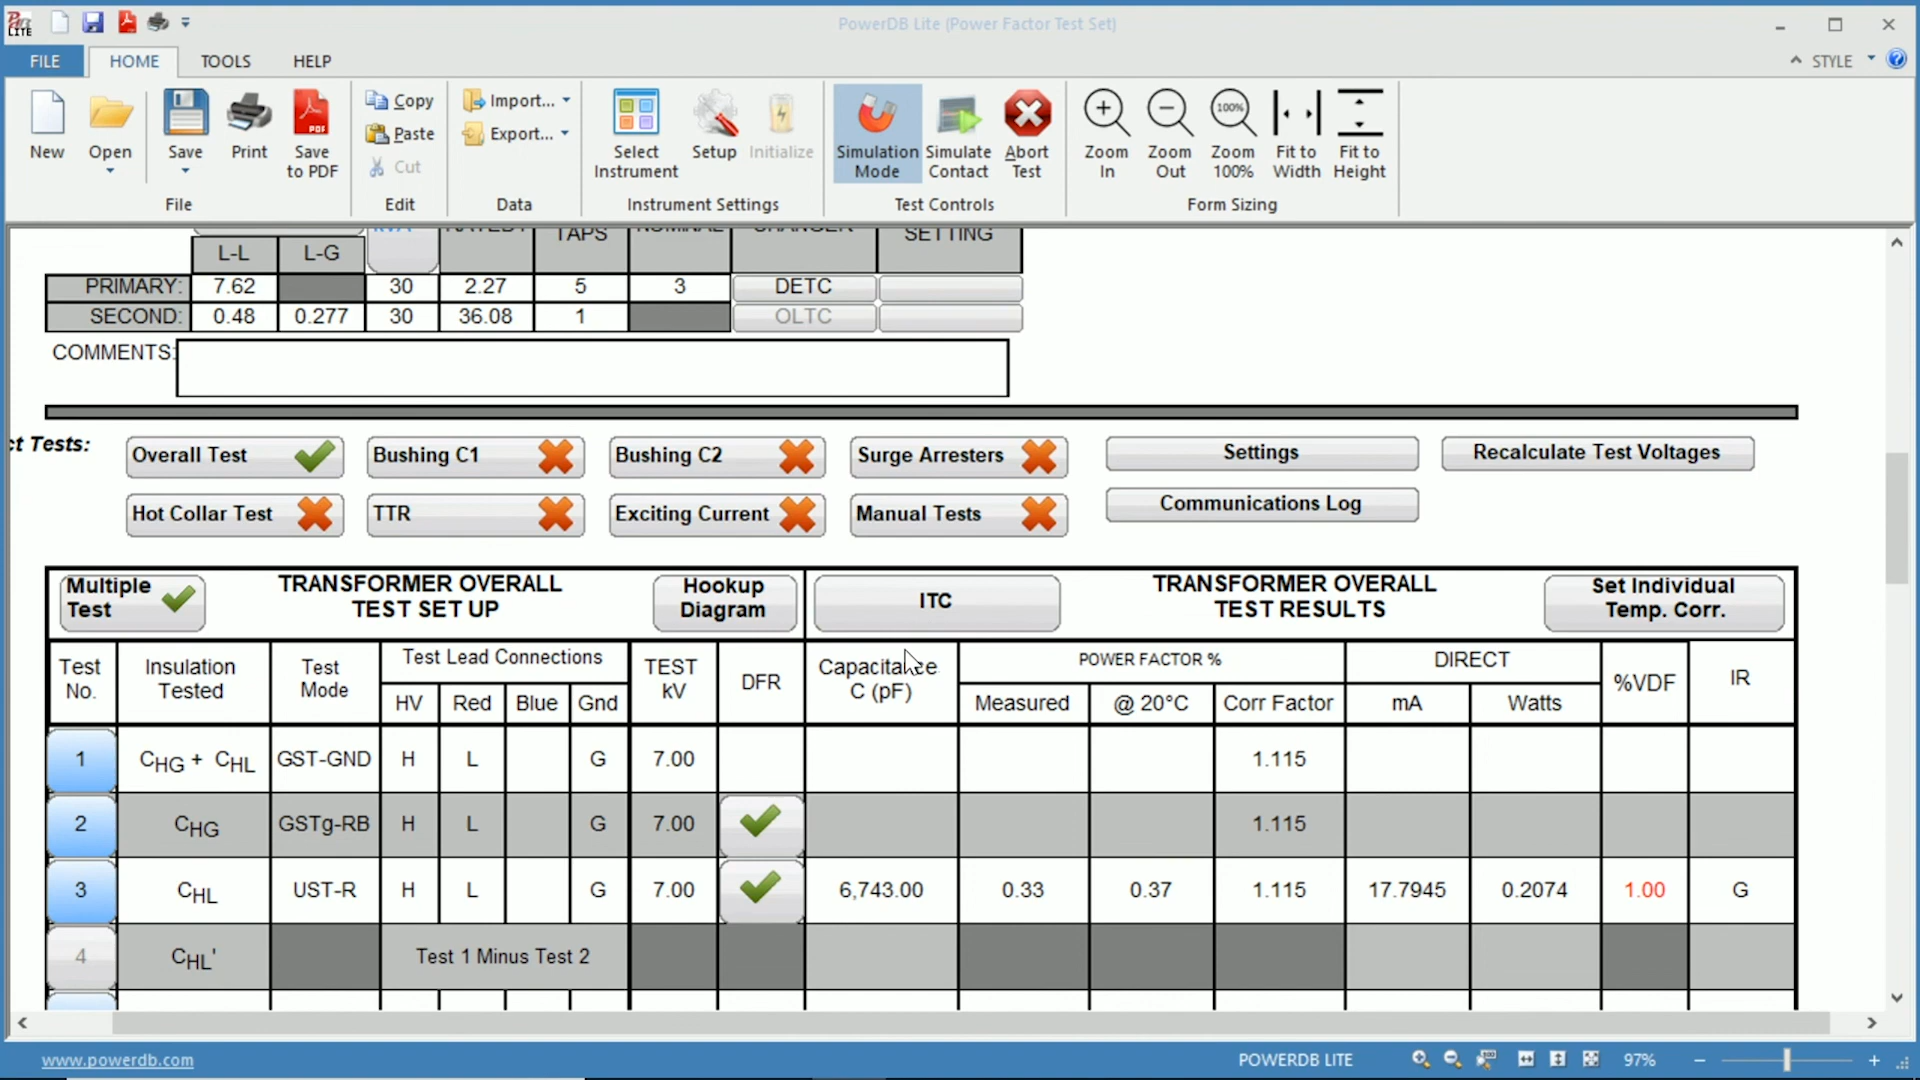 PowerDB Lite (Power Factor Test Set)
LITE
FILE HOME TOOLS HELP STYLE
New Open Save Print Save to PDF
File
Copy
Paste
Cut
Edit
Import...
Export...
Data
Select Instrument Setup Initialize
Instrument Settings
Simulation Mode Simulate Contact Abort Test
Test Controls
100%
Zoom In Zoom Out Zoom 100% Fit to Width Fit to Height
Form Sizing
TAPS SETTING
L-L L-G
PRIMARY: 7.62 30 2.27 5 3 DETC
SECOND: 0.48 0.277 30 36.08 1 OLTC
COMMENTS:
ct Tests:
Overall Test Bushing C1 Bushing C2 Surge Arresters Settings Recalculate Test Voltages
Hot Collar Test TTR Exciting Current Manual Tests Communications Log
Multiple Test
TRANSFORMER OVERALL
TEST SET UP
Hookup Diagram
ITC
TRANSFORMER OVERALL
TEST RESULTS
Set Individual Temp. Corr.
Test No. Insulation Tested Test Mode Test Lead Connections TEST kV DFR Capacitance C (pF) POWER FACTOR % DIRECT %VDF IR
HV Red Blue Gnd Measured @ 20°C Corr Factor mA Watts
1 CHG + CHL GST-GND H L G 7.00 1.115
2 CHG GSTg-RB H L G 7.00 1.115
3 CHL UST-R H L G 7.00 6,743.00 0.33 0.37 1.115 17.7945 0.2074 1.00 G
4 CHL' Test 1 Minus Test 2
www.powerdb.com POWERDB LITE 97%